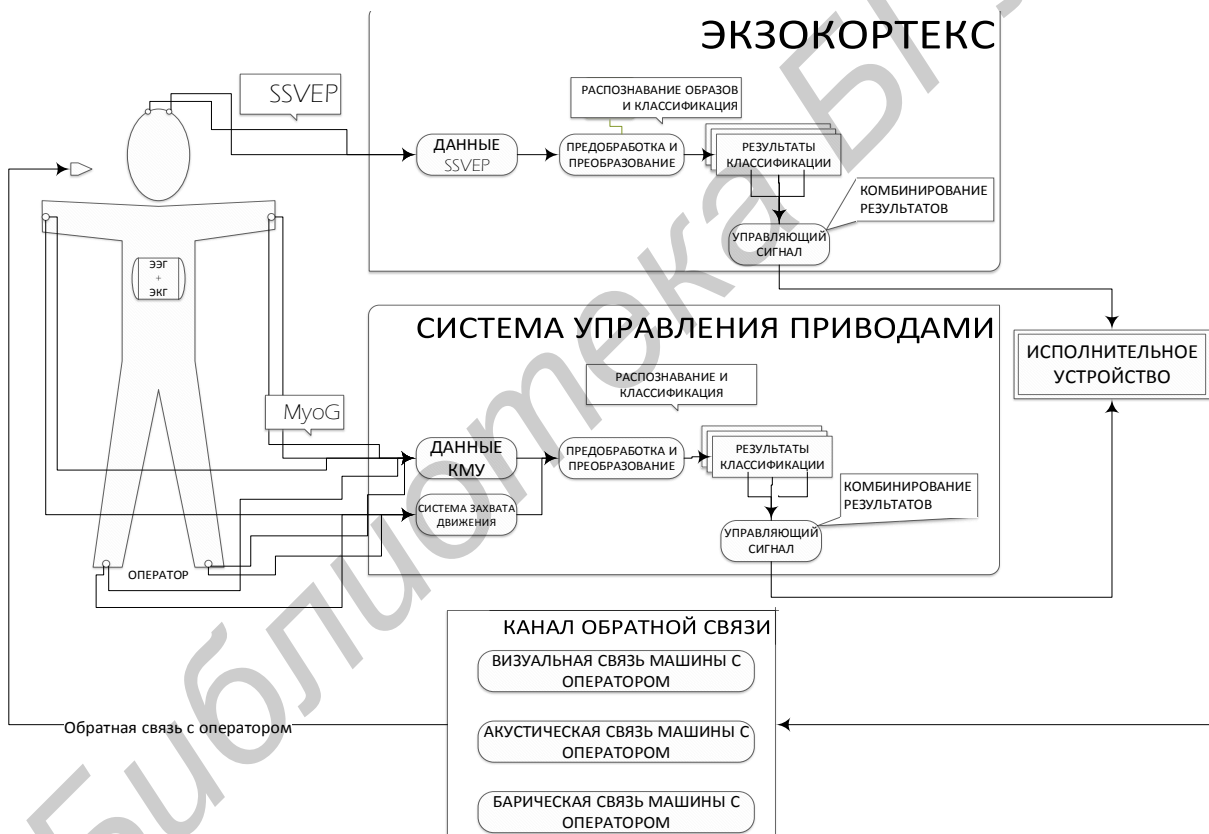 ЭКЗОКОРТЕКС
SSVEP
РАСПОЗНАВАНИЕ ОБРАЗОВ
И КЛАССИФИКАЦИЯ
ДАННЫЕ
SSVEP
ПРЕДОБРАБОТКА И
ПРЕОБРАЗОВАНИЕ
РЕЗУЛЬТАТЫ
КЛАССИФИКАЦИИ
КОМБИНИРОВАНИЕ
РЕЗУЛЬТАТОВ
УПРАВЛЯЮЩИЙ
СИГНАЛ
ЭЭГ
+
ЭКГ
СИСТЕМА УПРАВЛЕНИЯ ПРИВОДАМИ
ИСПОЛНИТЕЛЬНОЕ
УСТРОЙСТВО
РАСПОЗНАВАНИЕ И
КЛАССИФИКАЦИЯ
MyoG
ДАННЫЕ
КМУ
ПРЕДОБРАБОТКА И
ПРЕОБРАЗОВАНИЕ
РЕЗУЛЬТАТЫ
КЛАССИФИКАЦИИ
КОМБИНИРОВАНИЕ
РЕЗУЛЬТАТОВ
СИСТЕМА ЗАХВАТА
ДВИЖЕНИЯ
УПРАВЛЯЮЩИЙ
СИГНАЛ
ОПЕРАТОР
КАНАЛ ОБРАТНОЙ СВЯЗИ
ВИЗУАЛЬНАЯ СВЯЗЬ МАШИНЫ С
ОПЕРАТОРОМ
Обратная связь с оператором
АКУСТИЧЕСКАЯ СВЯЗЬ МАШИНЫ С
ОПЕРАТОРОМ
БАРИЧЕСКАЯ СВЯЗЬ МАШИНЫ С
ОПЕРАТОРОМ
Библиотека